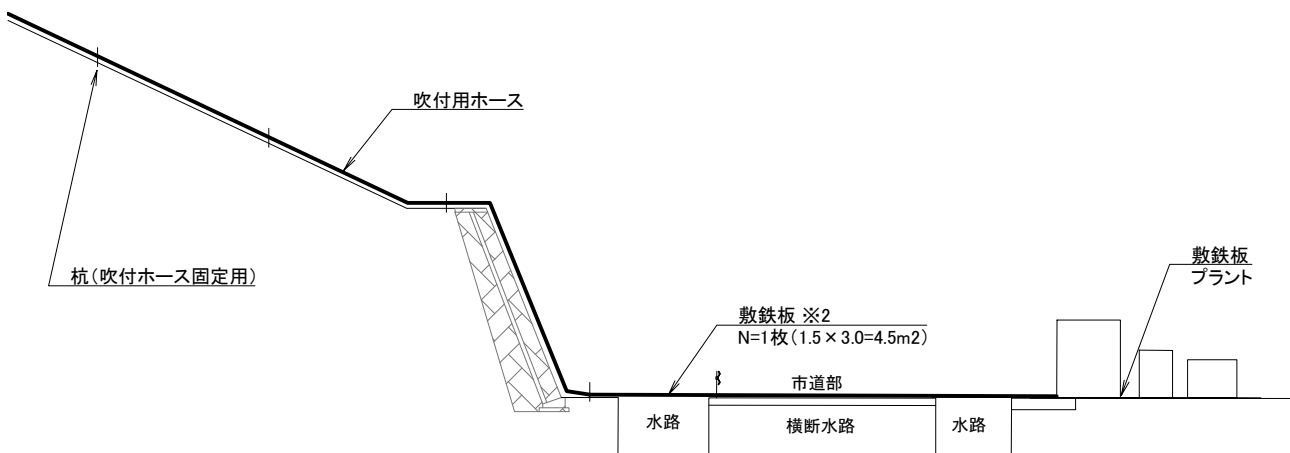 吹付用ホース
杭(吹付ホース固定用)
敷鉄板
プラント
敷鉄板 ※2
N=1枚(1.5×3.0=4.5m2)
市道部
水路
横断水路
水路